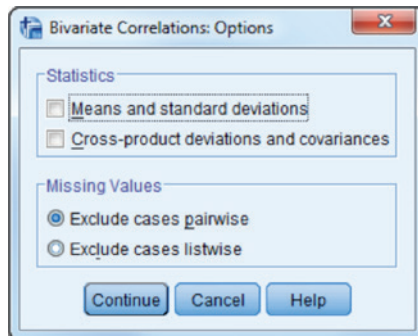 Bivariate Correlations: Options
Statistics
Means and standard deviations
Cross-product deviations and covariances
Missing Values
Exclude cases pairwise
Exclude cases listwise
Continue Cancel Help